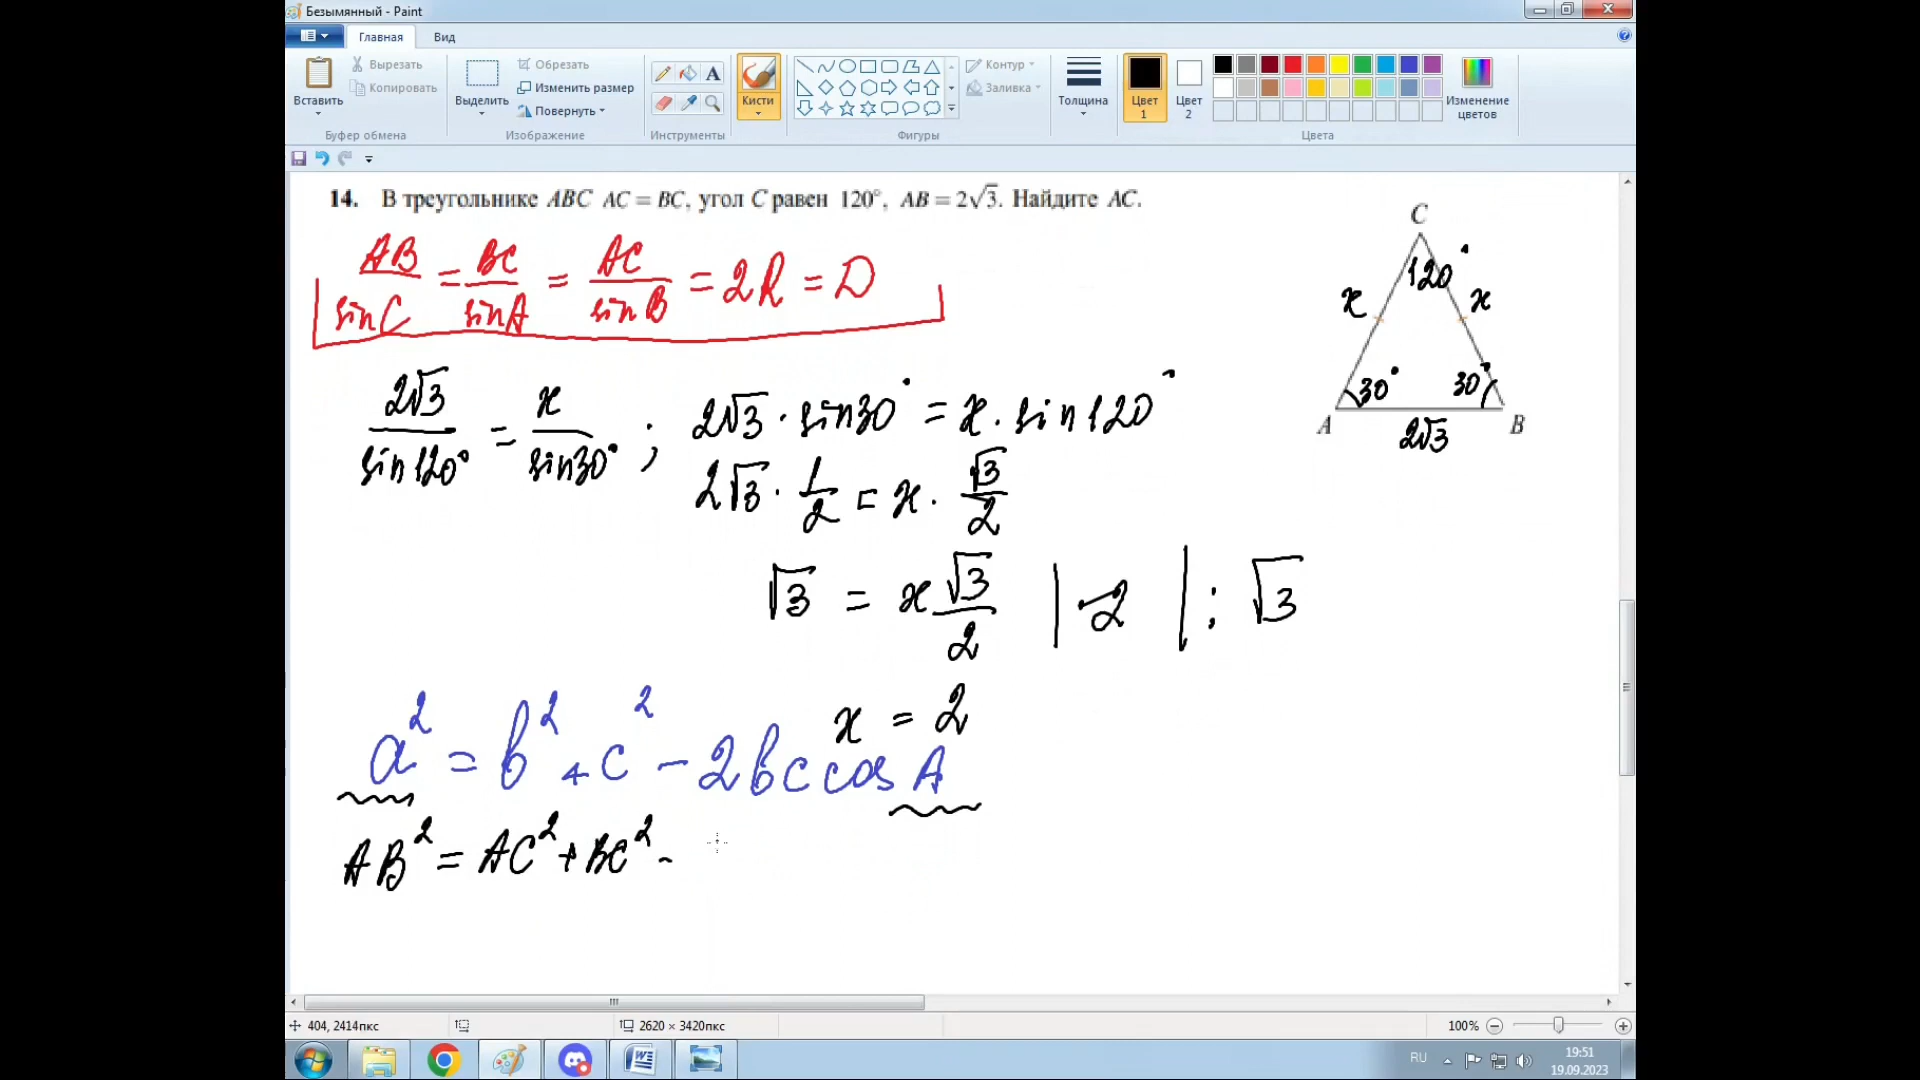 Безымянный - Paint
Главная Вид
Вставить
Вырезать
Копировать
Буфер обмена
Выделить
Обрезать
Изменить размер
Повернуть
Изображение
A
Инструменты
Кисти
Контур
Заливка
Фигуры
Толщина
Цвет 1
Цвет 2
Изменение цветов
Цвета
14. В треугольнике ABC AC = BC, угол C равен 120°, AB = 2√3. Найдите AC.
AB/sinC = BC/sinA = AC/sinB = 2R = D
2√3/sin120° = x/sin30° ; 2√3 · sin30° = x · sin120°
2√3 · 1/2 = x · √3/2
√3 = x √3/2 | · 2 | : √3
x = 2
a² = b² + c² - 2bc cos A
AB² = AC² + BC² -
C
120°
x x
30° 30°
A B
2√3
404, 2414пкс
2620 × 3420пкс
100%
RU
19:51
19.09.2023